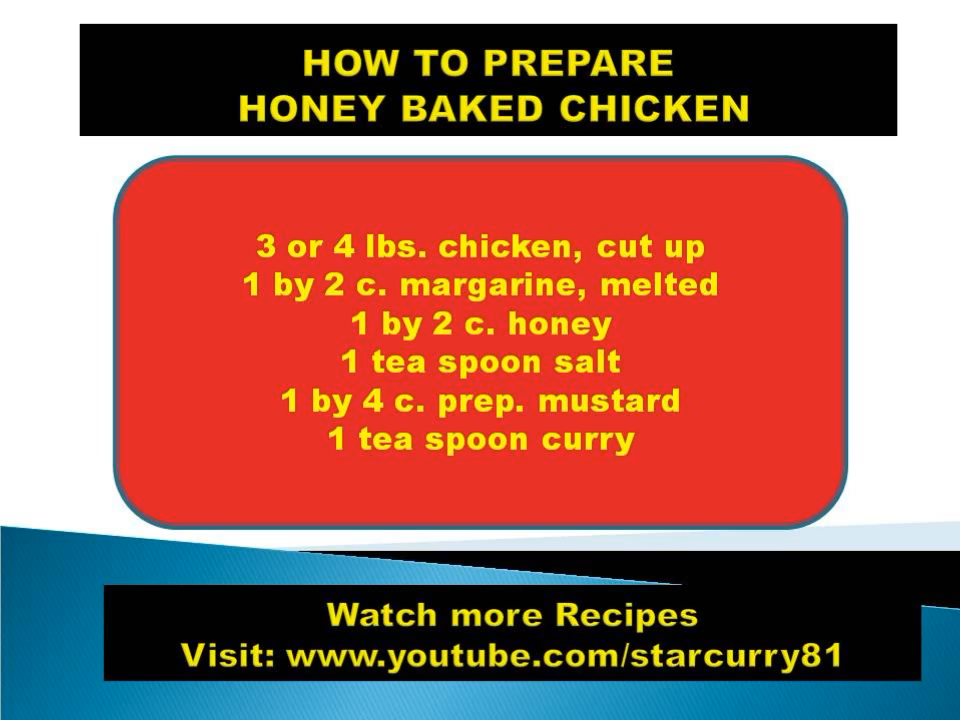 HOW TO PREPARE
HONEY BAKED CHICKEN
3 or 4 lbs. chicken, cut up
1 by 2 c. margarine, melted
1 by 2 c. honey
1 tea spoon salt
1 by 4 c. prep. mustard
1 tea spoon curry
Watch more Recipes
Visit: www.youtube.com/starcurry81